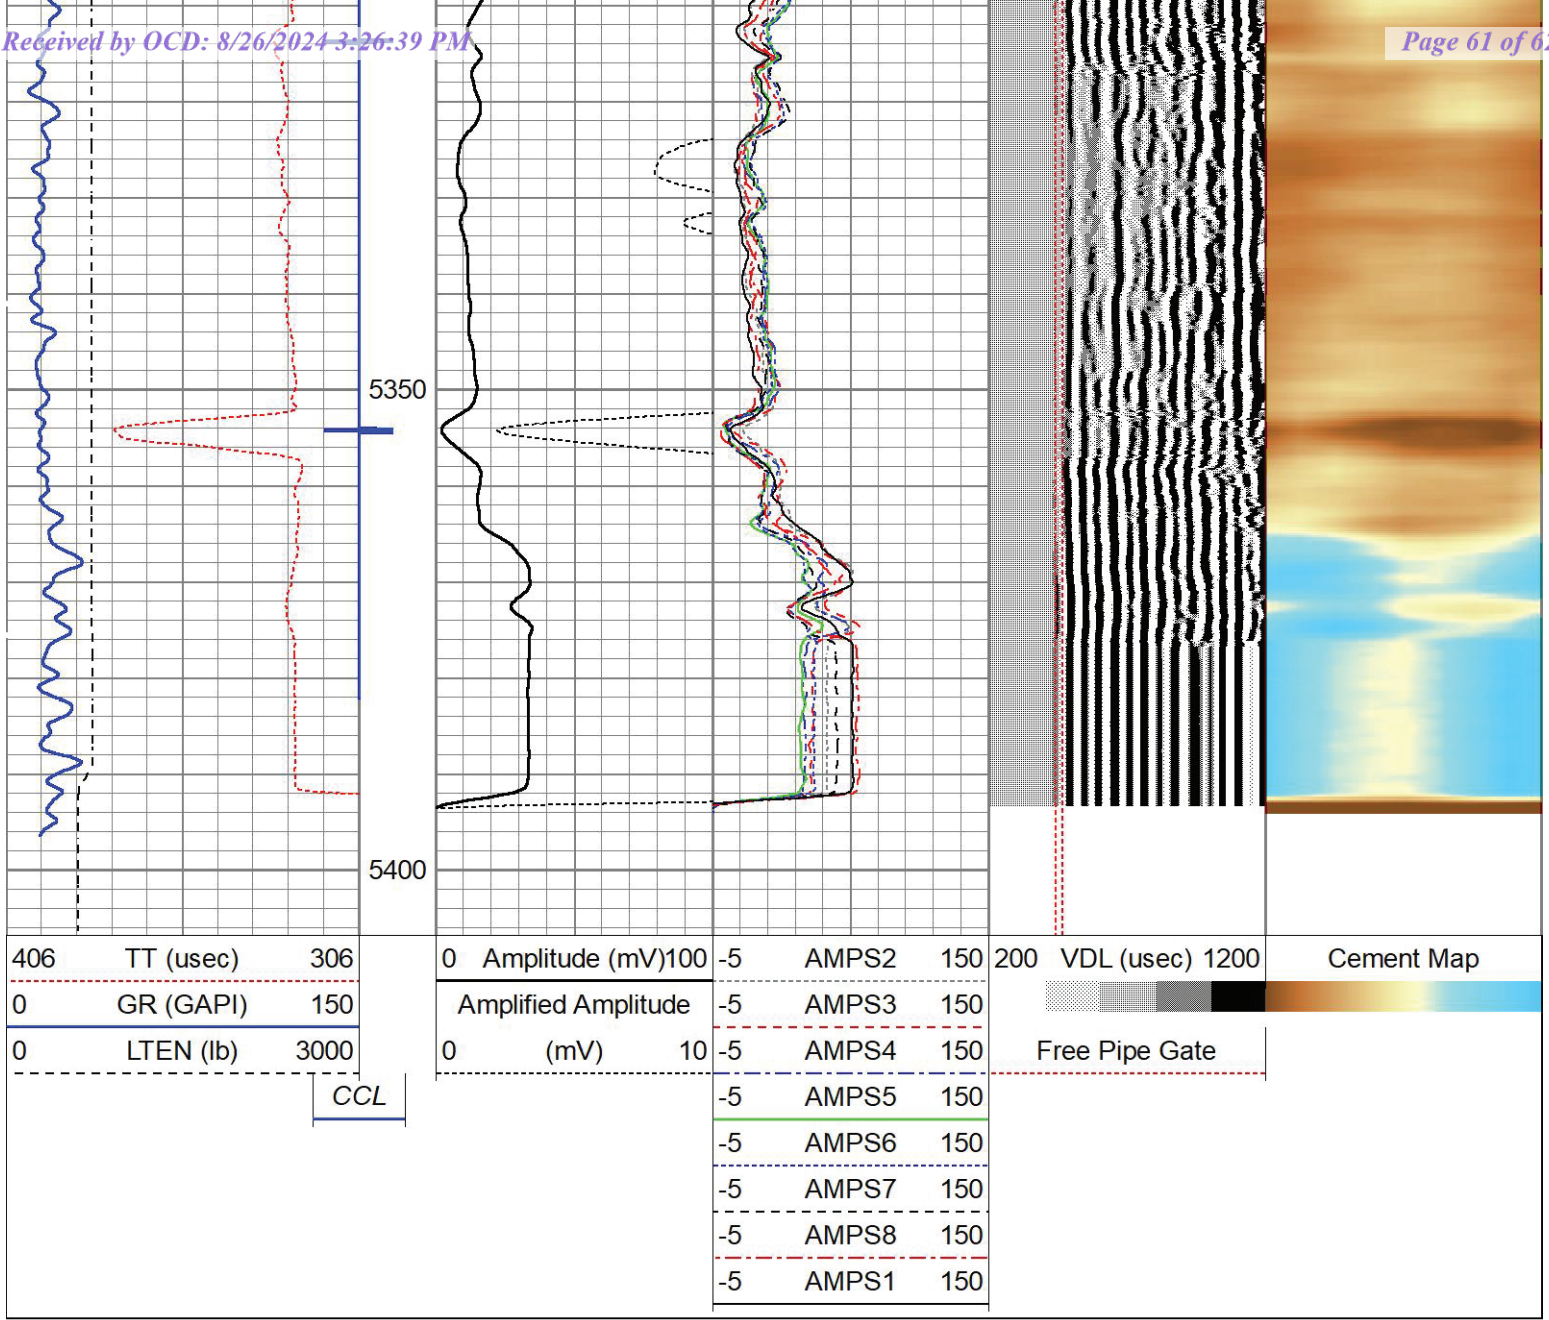 Received by OCD: 8/26/2024 3:26:39 PM
Page 61 of 62
5350
5400
406 TT (usec) 306
0 GR (GAPI) 150
0 LTEN (lb) 3000
CCL
0 Amplitude (mV) 100
Amplified Amplitude
0 (mV) 10
-5 AMPS2 150
-5 AMPS3 150
-5 AMPS4 150
-5 AMPS5 150
-5 AMPS6 150
-5 AMPS7 150
-5 AMPS8 150
-5 AMPS1 150
200 VDL (usec) 1200
Free Pipe Gate
Cement Map